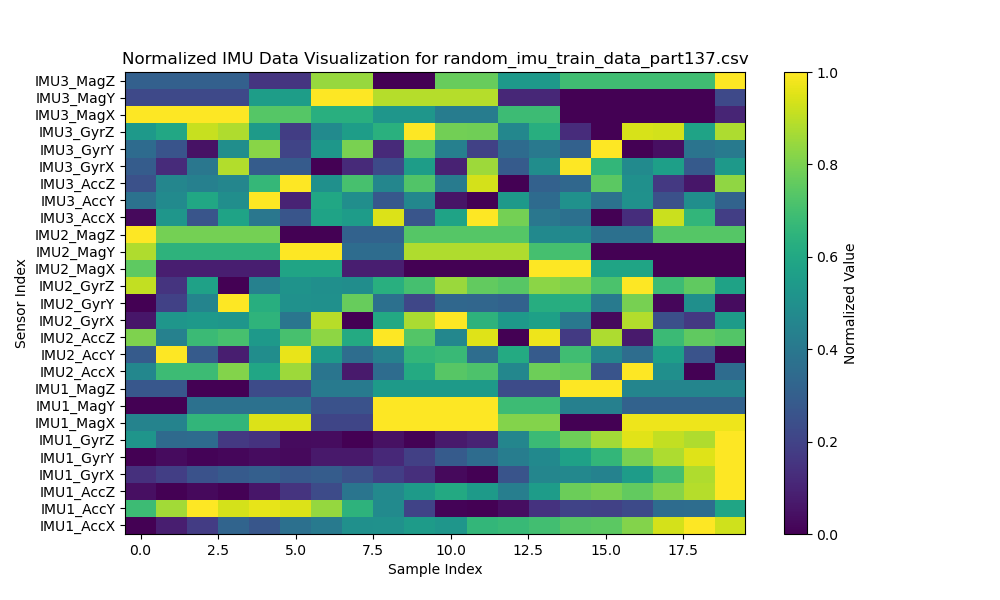 Normalized IMU Data Visualization for random_imu_train_data_part137.csv
IMU3_MagZ
IMU3_MagY
IMU3_MagX
IMU3_GyrZ
IMU3_GyrY
IMU3_GyrX
IMU3_AccZ
IMU3_AccY
IMU3_AccX
IMU2_MagZ
IMU2_MagY
IMU2_MagX
IMU2_GyrZ
IMU2_GyrY
IMU2_GyrX
IMU2_AccZ
IMU2_AccY
IMU2_AccX
IMU1_MagZ
IMU1_MagY
IMU1_MagX
IMU1_GyrZ
IMU1_GyrY
IMU1_GyrX
IMU1_AccZ
IMU1_AccY
IMU1_AccX
Sensor Index
0.0 2.5 5.0 7.5 10.0 12.5 15.0 17.5
Sample Index
1.0
0.8
0.6
0.4
0.2
0.0
Normalized Value